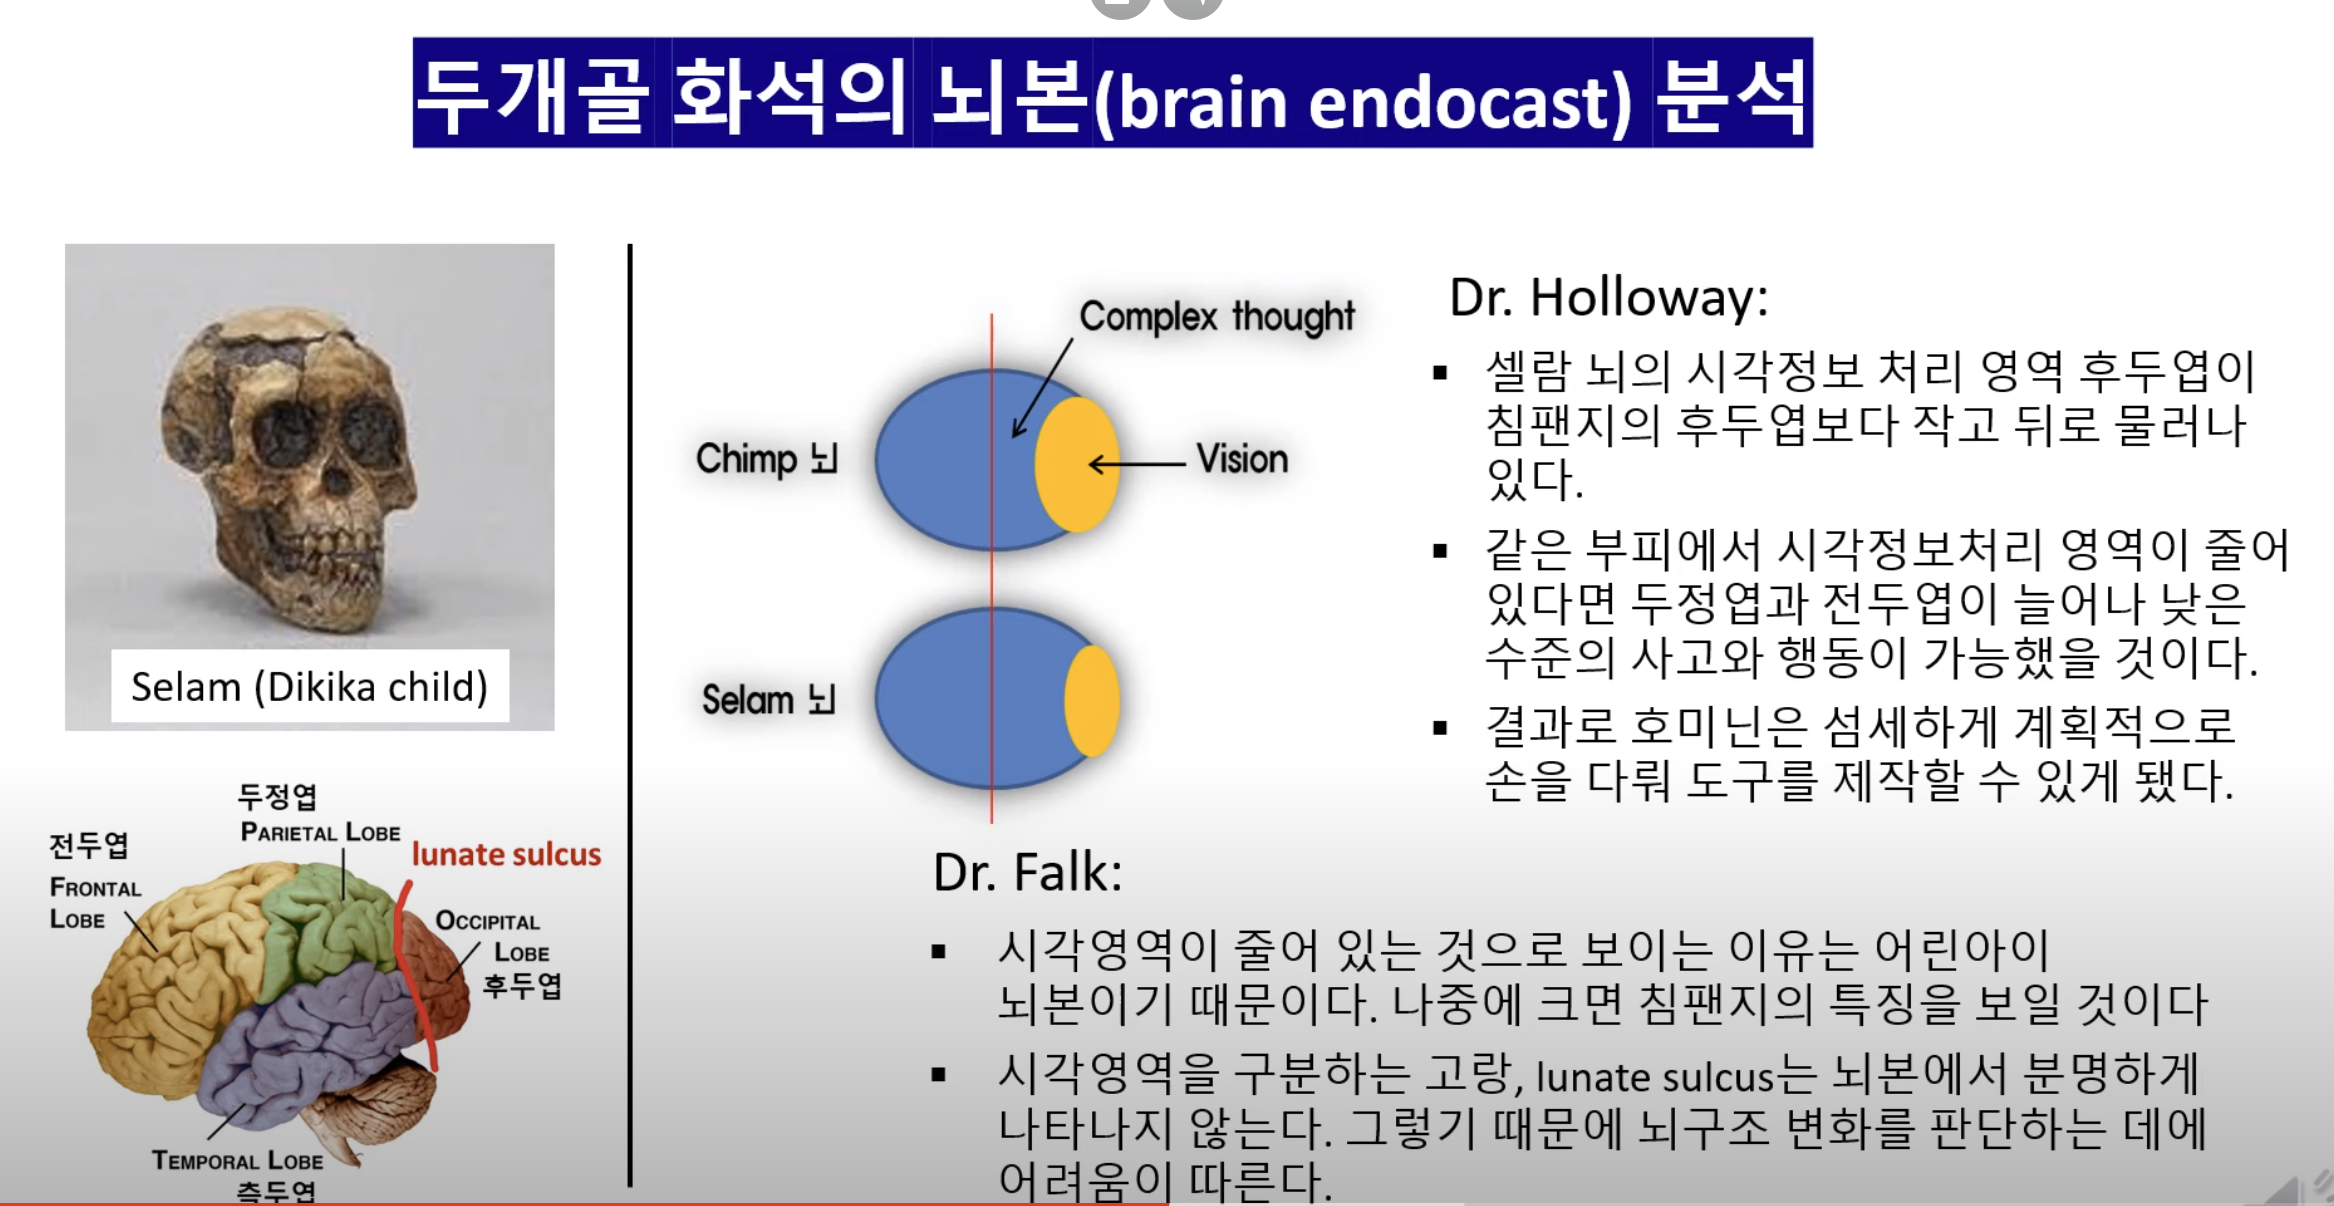 두개골 화석의 뇌본(brain endocast) 분석
Selam (Dikika child)
두정엽
PARIETAL LOBE
전두엽
FRONTAL
LOBE
lunate sulcus
OCCIPITAL
LOBE
후두엽
TEMPORAL LOBE
측두엽
Complex thought
Chimp 뇌
Vision
Selam 뇌
Dr. Holloway:
▪ 셀람 뇌의 시각정보 처리 영역 후두엽이
침팬지의 후두엽보다 작고 뒤로 물러나
있다.
▪ 같은 부피에서 시각정보처리 영역이 줄어
있다면 두정엽과 전두엽이 늘어나 낮은
수준의 사고와 행동이 가능했을 것이다.
▪ 결과로 호미닌은 섬세하게 계획적으로
손을 다뤄 도구를 제작할 수 있게 됐다.
Dr. Falk:
▪ 시각영역이 줄어 있는 것으로 보이는 이유는 어린아이
뇌본이기 때문이다. 나중에 크면 침팬지의 특징을 보일 것이다
▪ 시각영역을 구분하는 고랑, lunate sulcus는 뇌본에서 분명하게
나타나지 않는다. 그렇기 때문에 뇌구조 변화를 판단하는 데에
어려움이 따른다.